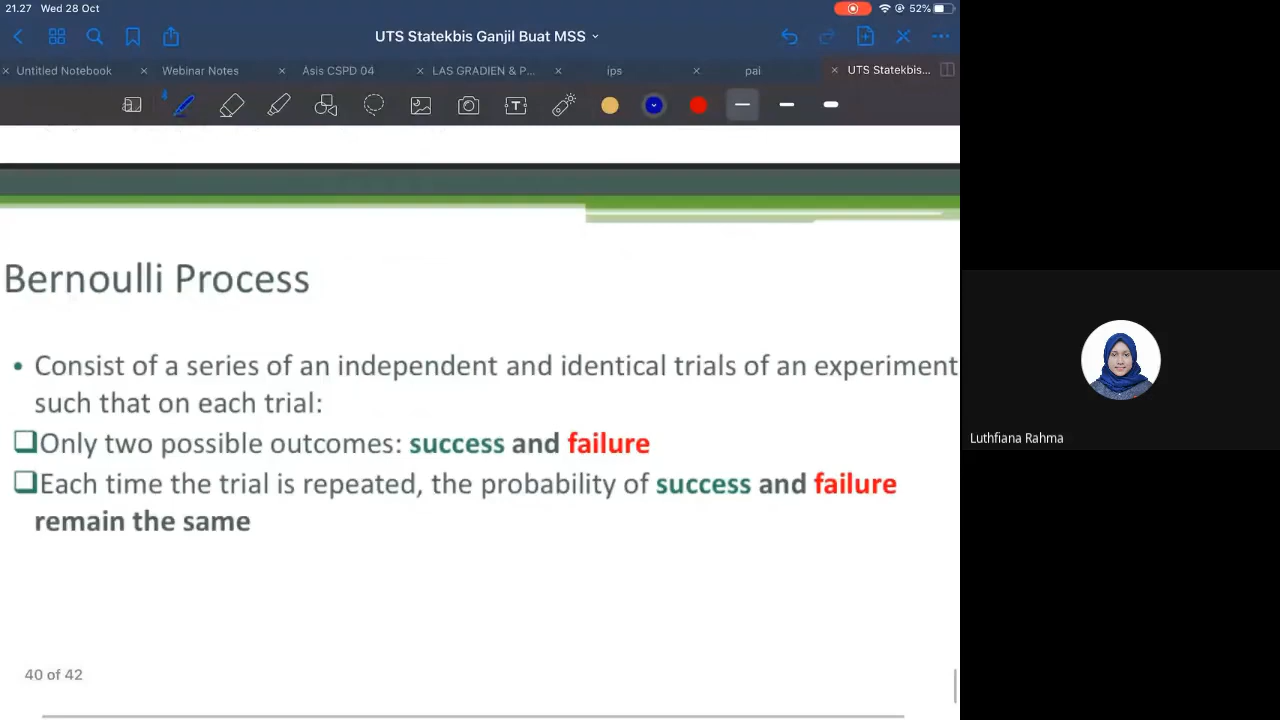 21.27 Wed 28 Oct
52%
UTS Statekbis Ganjil Buat MSS
Untitled Notebook
Webinar Notes
Asis CSPD 04
LAS GRADIEN & P...
ips
pai
UTS Statekbis...
Bernoulli Process
• Consist of a series of an independent and identical trials of an experiment
such that on each trial:
Only two possible outcomes: success and failure
Each time the trial is repeated, the probability of success and failure
remain the same
40 of 42
Luthfiana Rahma